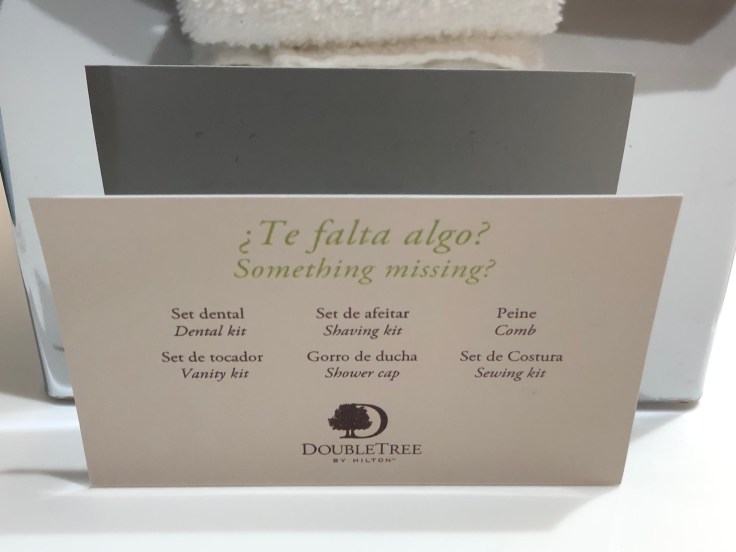 ¿Te falta algo?
Something missing?
Set dental
Dental kit
Set de afeitar
Shaving kit
Peine
Comb
Set de tocador
Vanity kit
Gorro de ducha
Shower cap
Set de Costura
Sewing kit
D
DOUBLETREE
BY HILTON™